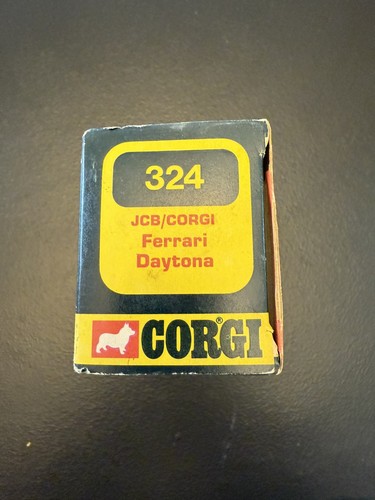 324
JCB/CORGI
Ferrari
Daytona
CORGI®